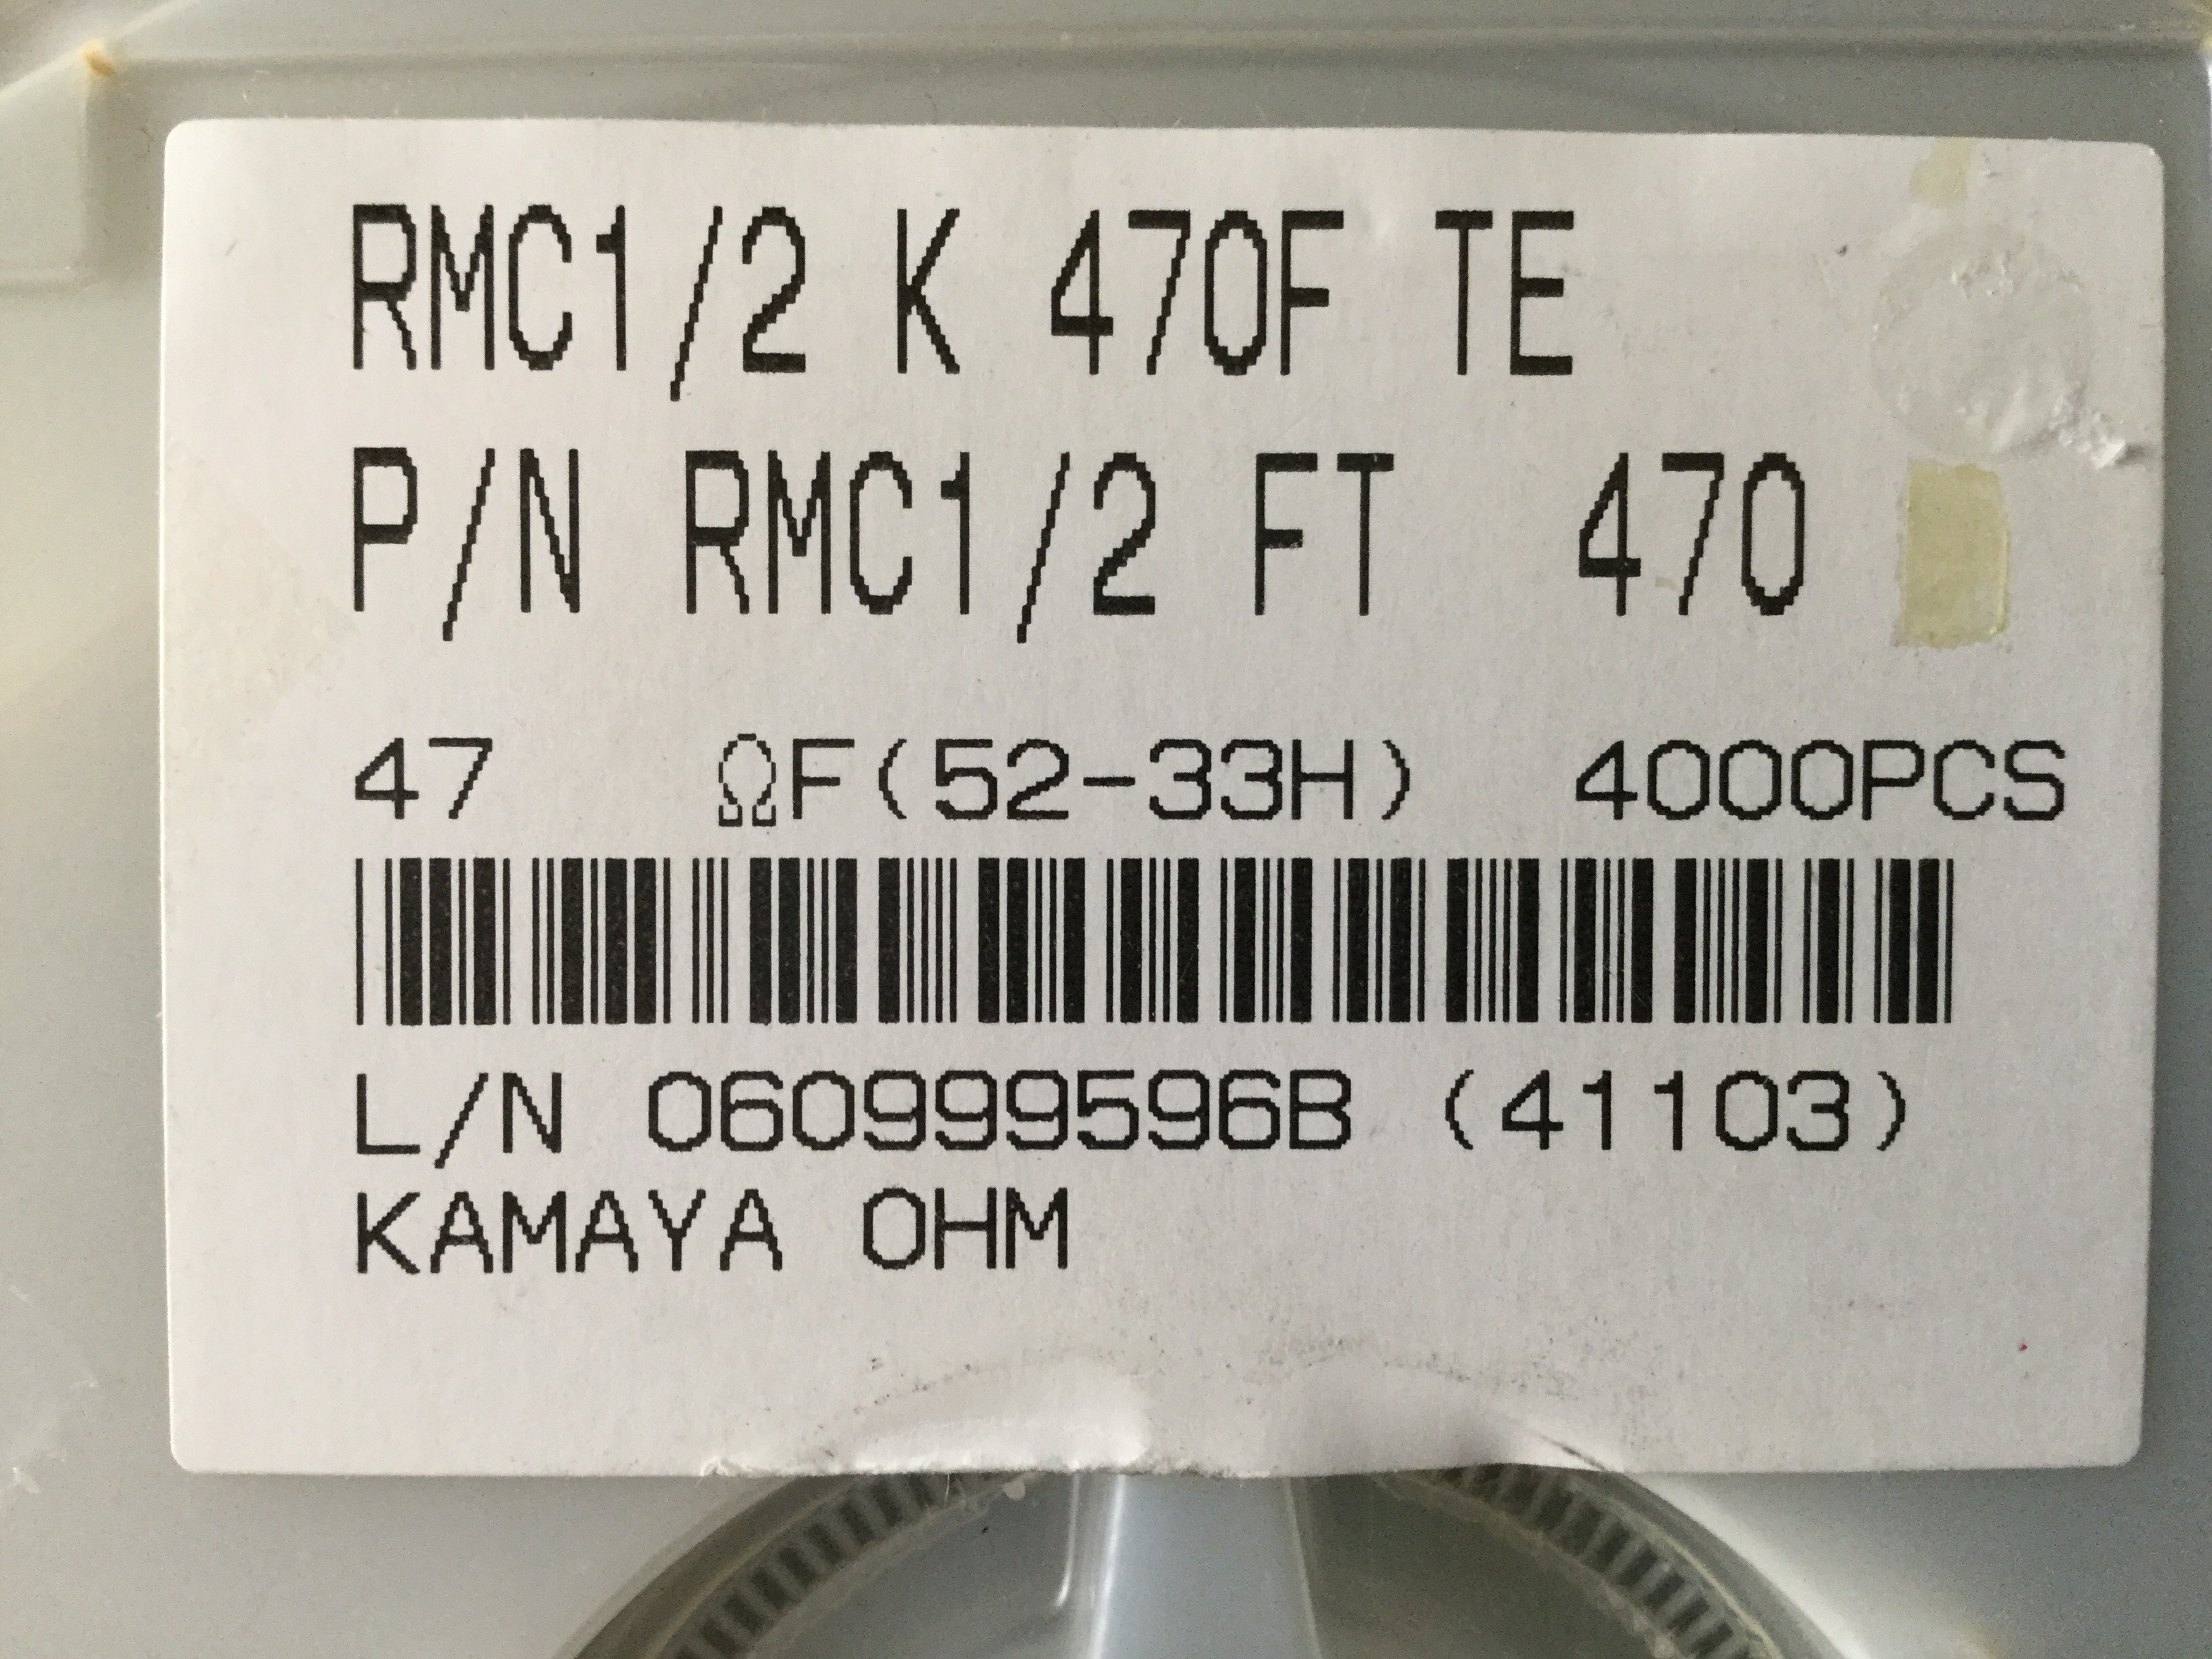 RMC1/2 K 470F TE
P/N RMC1/2 FT 470
47 ΩF(52-33H) 4000PCS
L/N 060999596B (41103)
KAMAYA OHM